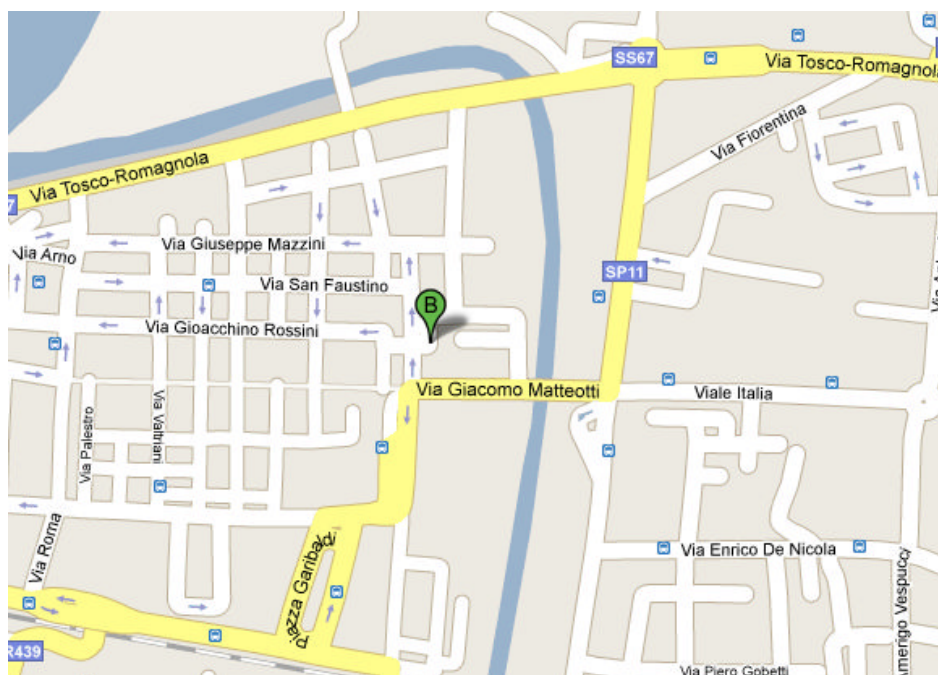 SS67
Via Tosco-Romagnola
Via Fiorentina
Via Tosco-Romagnola
7
Via Giuseppe Mazzini
Via Arno
SP11
Via San Faustino
B
Via Gioacchino Rossini
Via Giacomo Matteotti
Viale Italia
Via Palestro
Via Vatriani
Via Roma
Piazza Garibaldi
Via Enrico De Nicola
Amerigo Vespucci
R439
Via Piero Gobetti